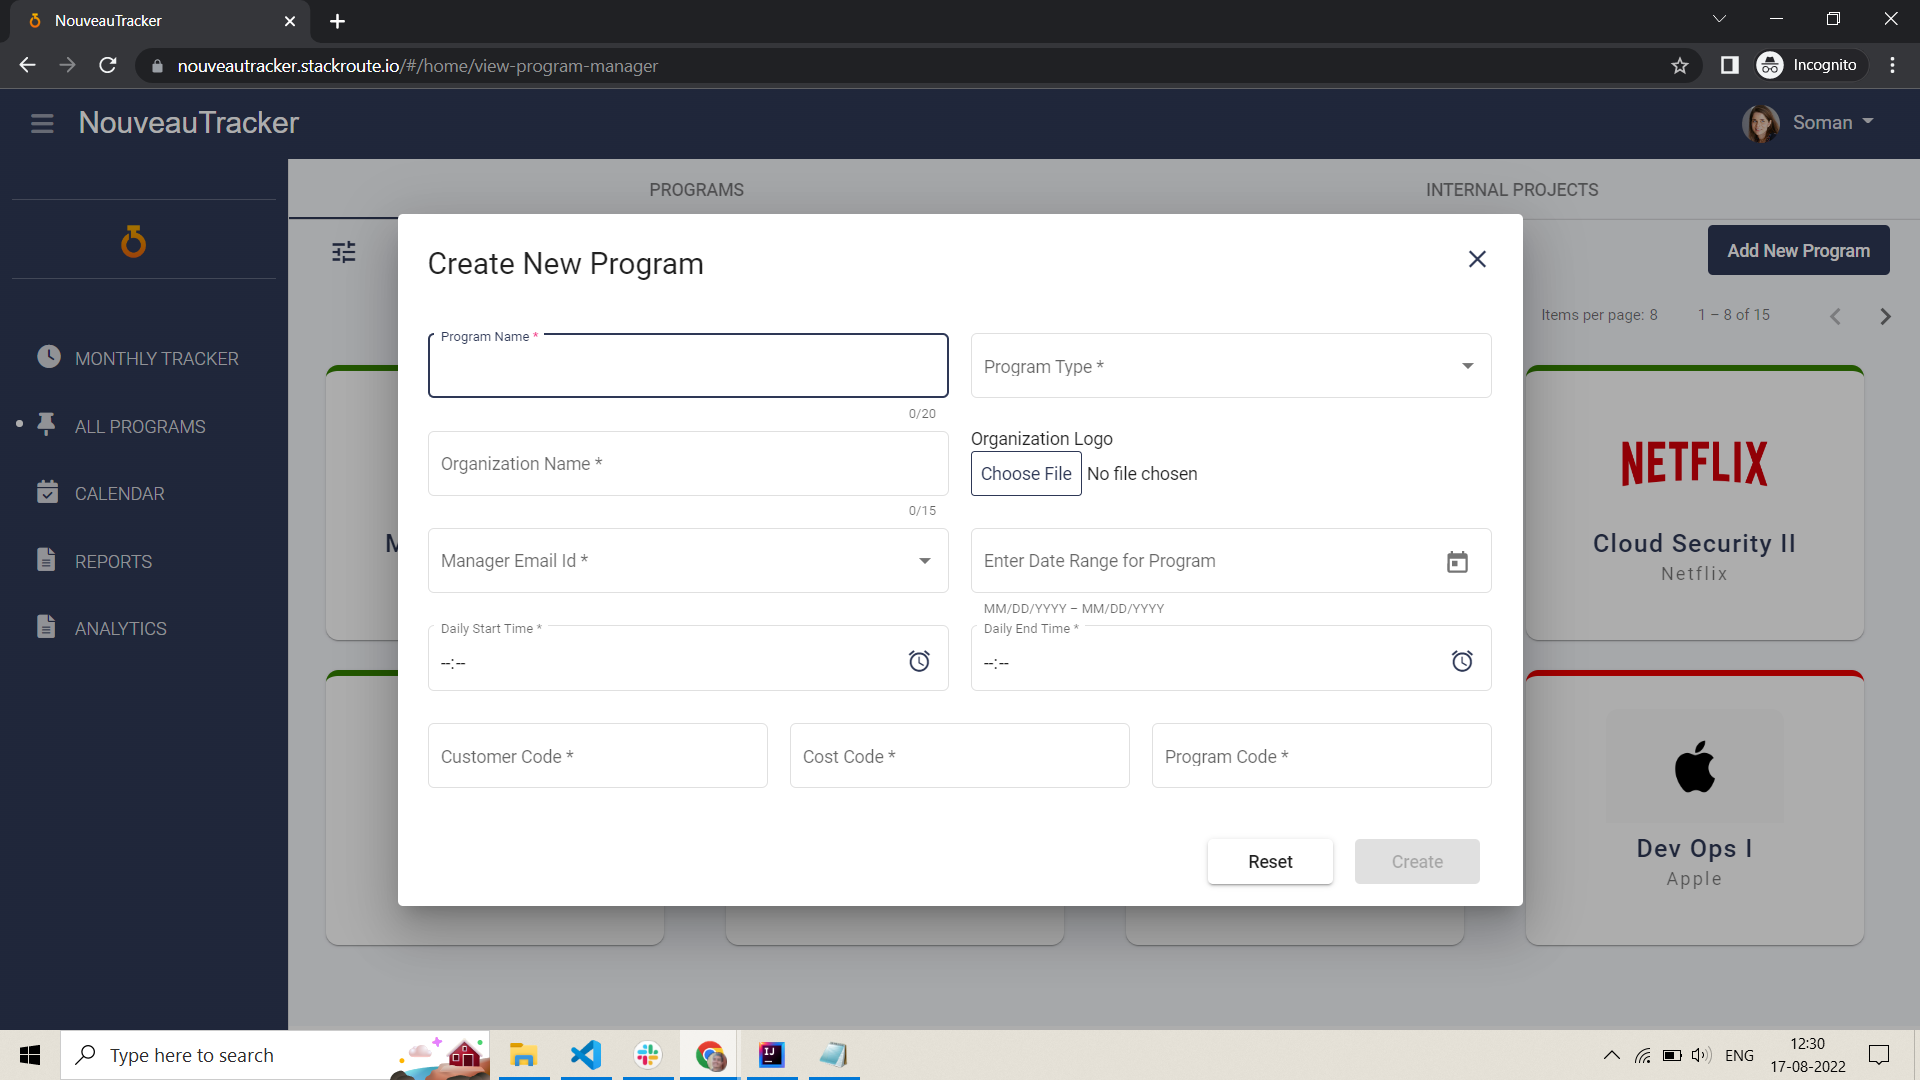 NouveauTracker
nouveautracker.stackroute.io/#/home/view-program-manager
Incognito
NouveauTracker
Soman
PROGRAMS
INTERNAL PROJECTS
Create New Program
Add New Program
Items per page: 8
1 – 8 of 15
MONTHLY TRACKER
ALL PROGRAMS
CALENDAR
REPORTS
ANALYTICS
Program Name *
0/20
Program Type *
Organization Name *
0/15
Organization Logo
Choose File No file chosen
Manager Email Id *
Enter Date Range for Program
MM/DD/YYYY – MM/DD/YYYY
Daily Start Time *
--:--
Daily End Time *
--:--
Customer Code *
Cost Code *
Program Code *
Reset
Create
M
NETFLIX
Cloud Security II
Netflix
Dev Ops I
Apple
Type here to search
IJ
ENG
12:30
17-08-2022